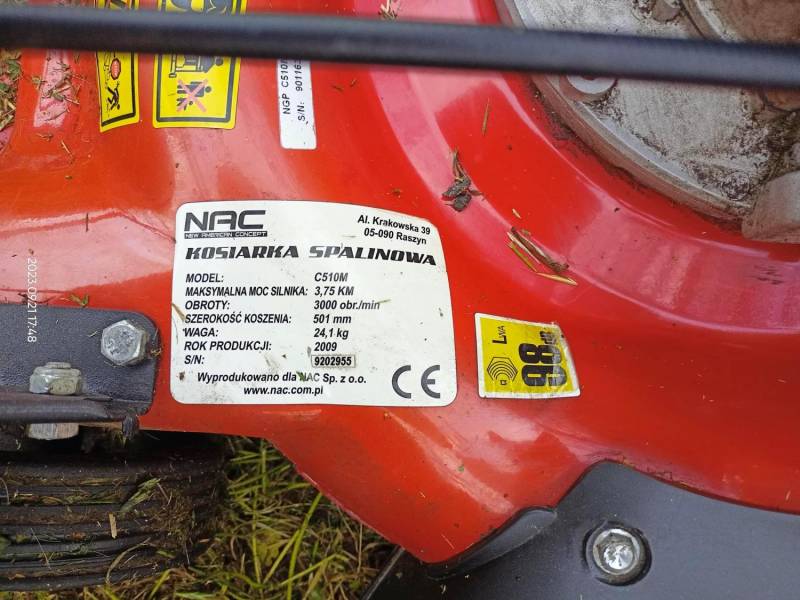 NGP C510
S/N: 90116
NAC
NEW AMERICAN CONCEPT
Al. Krakowska 39
05-090 Raszyn
KOSIARKA SPALINOWA
MODEL: C510M
MAKSYMALNA MOC SILNIKA: 3,75 KM
OBROTY: 3000 obr./min
SZEROKOŚĆ KOSZENIA: 501 mm
WAGA: 24,1 kg
ROK PRODUKCJI: 2009
S/N: 9202955
Wyprodukowano dla NAC Sp. z o.o.
www.nac.com.pl
CE
LWA
98 dB
2023.09.21 17:48